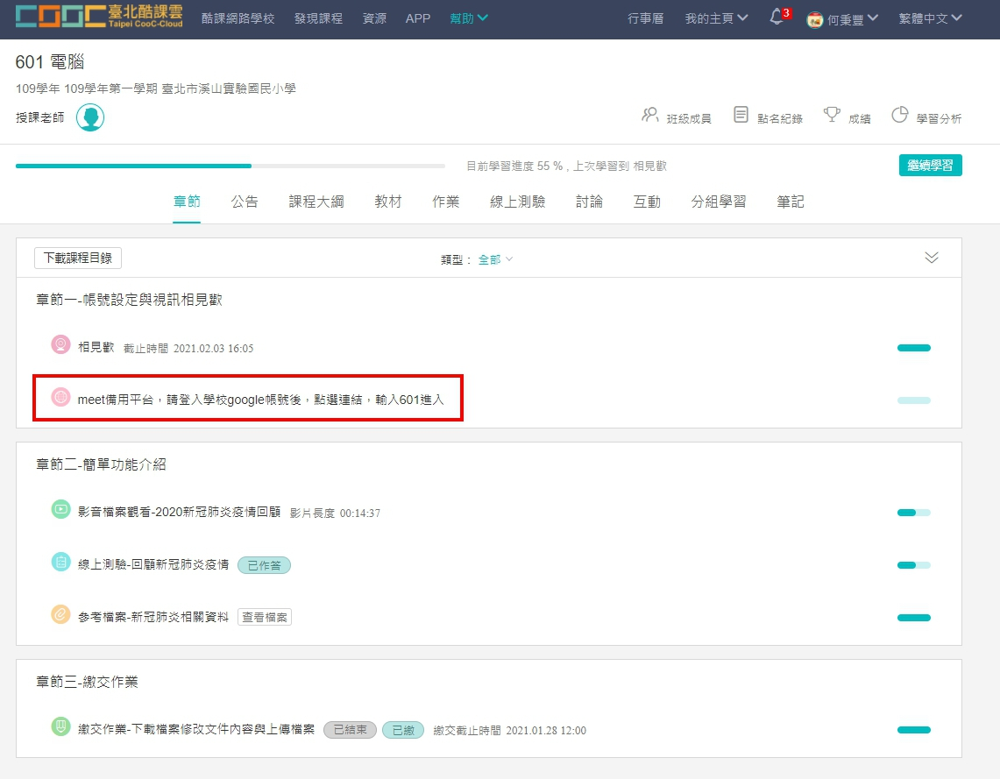 COOC 臺北酷課雲 Taipei CooC-Cloud 酷課網路學校 發現課程 資源 APP 幫助 行事曆 我的主頁 3 何秉豐 繁體中文
601 電腦
109學年 109學年第一學期 臺北市溪山實驗國民小學
授課老師 班級成員 點名紀錄 成績 學習分析
目前學習進度 55 % , 上次學習到 相見歡 繼續學習
章節 公告 課程大綱 教材 作業 線上測驗 討論 互動 分組學習 筆記
下載課程目錄 類型： 全部
章節一-帳號設定與視訊相見歡
相見歡 截止時間 2021.02.03 16:05
meet備用平台，請登入學校google帳號後，點選連結，輸入601進入
章節二-簡單功能介紹
影音檔案觀看-2020新冠肺炎疫情回顧 影片長度 00:14:37
線上測驗-回顧新冠肺炎疫情 已作答
參考檔案-新冠肺炎相關資料 查看檔案
章節三-繳交作業
繳交作業-下載檔案修改文件內容與上傳檔案 已結束 已繳 繳交截止時間 2021.01.28 12:00